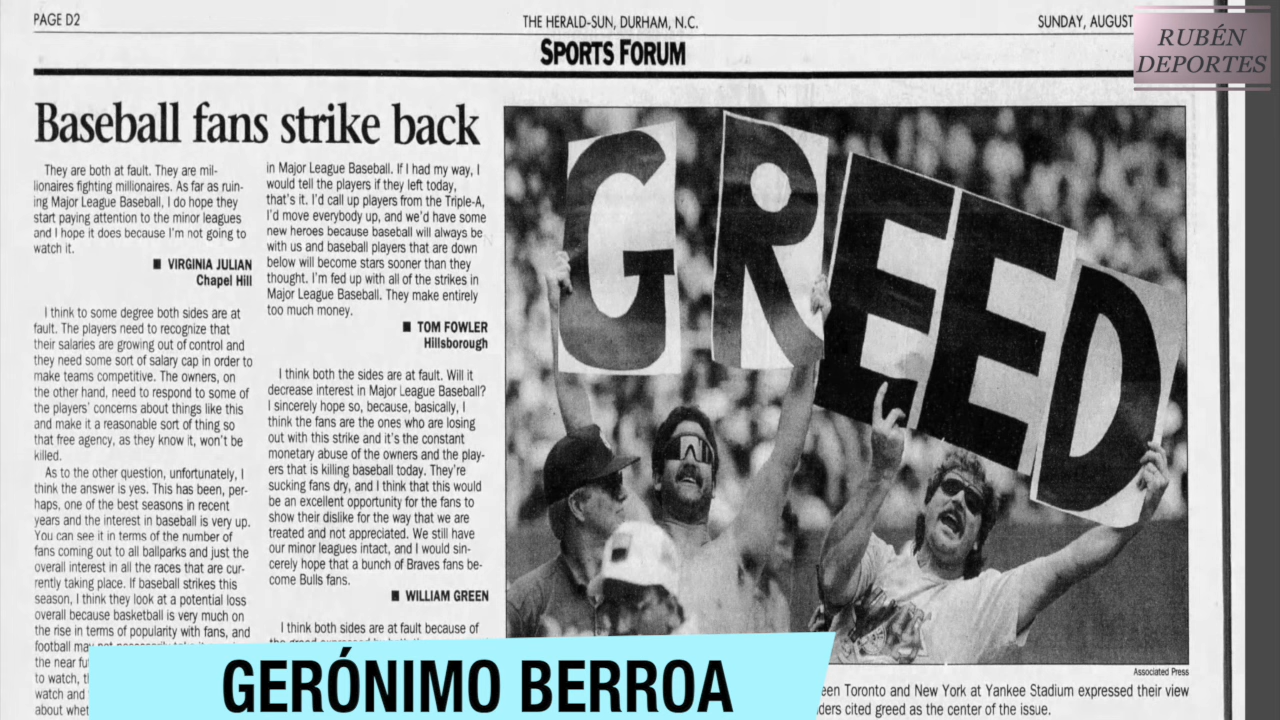 PAGE D2
THE HERALD-SUN, DURHAM, N.C.
SUNDAY, AUGUST
RUBÉN
DEPORTES
SPORTS FORUM
Baseball fans strike back
They are both at fault. They are mil-
lionaires fighting millionaires. As far as ruin-
ing Major League Baseball, I do hope they
start paying attention to the minor leagues
and I hope it does because I'm not going to
watch it.
■ VIRGINIA JULIAN
Chapel Hill
I think to some degree both sides are at
fault. The players need to recognize that
their salaries are growing out of control and
they need some sort of salary cap in order to
make teams competitive. The owners, on
the other hand, need to respond to some of
the players' concerns about things like this
and make it a reasonable sort of thing so
that free agency, as they know it, won't be
killed.
As to the other question, unfortunately, I
think the answer is yes. This has been, per-
haps, one of the best seasons in recent
years and the interest in baseball is very up.
You can see it in terms of the number of
fans coming out to all ballparks and just the
overall interest in all the races that are cur-
rently taking place. If baseball strikes this
season, I think they look at a potential loss
overall because basketball is very much on
the rise in terms of popularity with fans, and
football may
the near
to watch,
watch and
about
in Major League Baseball. If I had my way, I
would tell the players if they left today,
that's it. I'd call up players from the Triple-A,
I'd move everybody up, and we'd have some
new heroes because baseball will always be
with us and baseball players that are down
below will become stars sooner than they
thought. I'm fed up with all of the strikes in
Major League Baseball. They make entirely
too much money.
■ TOM FOWLER
Hillsborough
I think both the sides are at fault. Will it
decrease interest in Major League Baseball?
I sincerely hope so, because, basically, I
think the fans are the ones who are losing
out with this strike and it's the constant
monetary abuse of the owners and the play-
ers that is killing baseball today. They're
sucking fans dry, and I think that this would
be an excellent opportunity for the fans to
show their dislike for the way that we are
treated and not appreciated. We still have
our minor leagues intact, and I would sin-
cerely hope that a bunch of Braves fans be-
come Bulls fans.
■ WILLIAM GREEN
I think both sides are at fault because of
GREED
Associated Press
een Toronto and New York at Yankee Stadium expressed their view
ders cited greed as the center of the issue.
GERÓNIMO BERROA